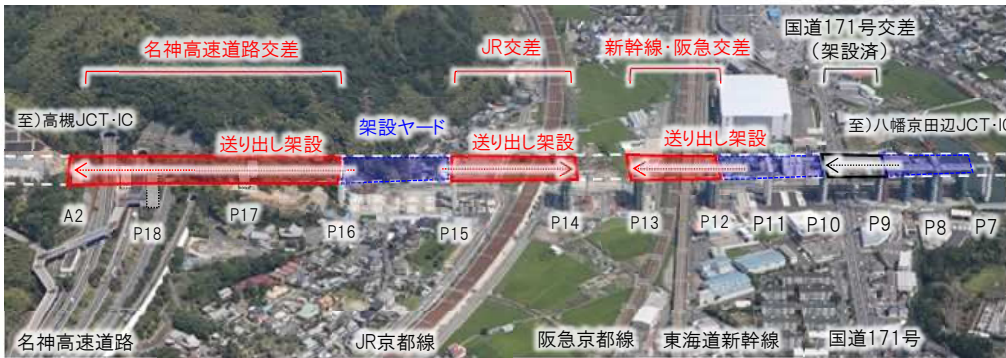 名神高速道路交差
JR交差
新幹線・阪急交差
国道171号交差
(架設済)
至)高槻JCT・IC
送り出し架設
架設ヤード
送り出し架設
送り出し架設
至)八幡京田辺JCT・IC
A2
P18
P17
P16
P15
P14
P13
P12
P11
P10
P9
P8
P7
名神高速道路
JR京都線
阪急京都線
東海道新幹線
国道171号